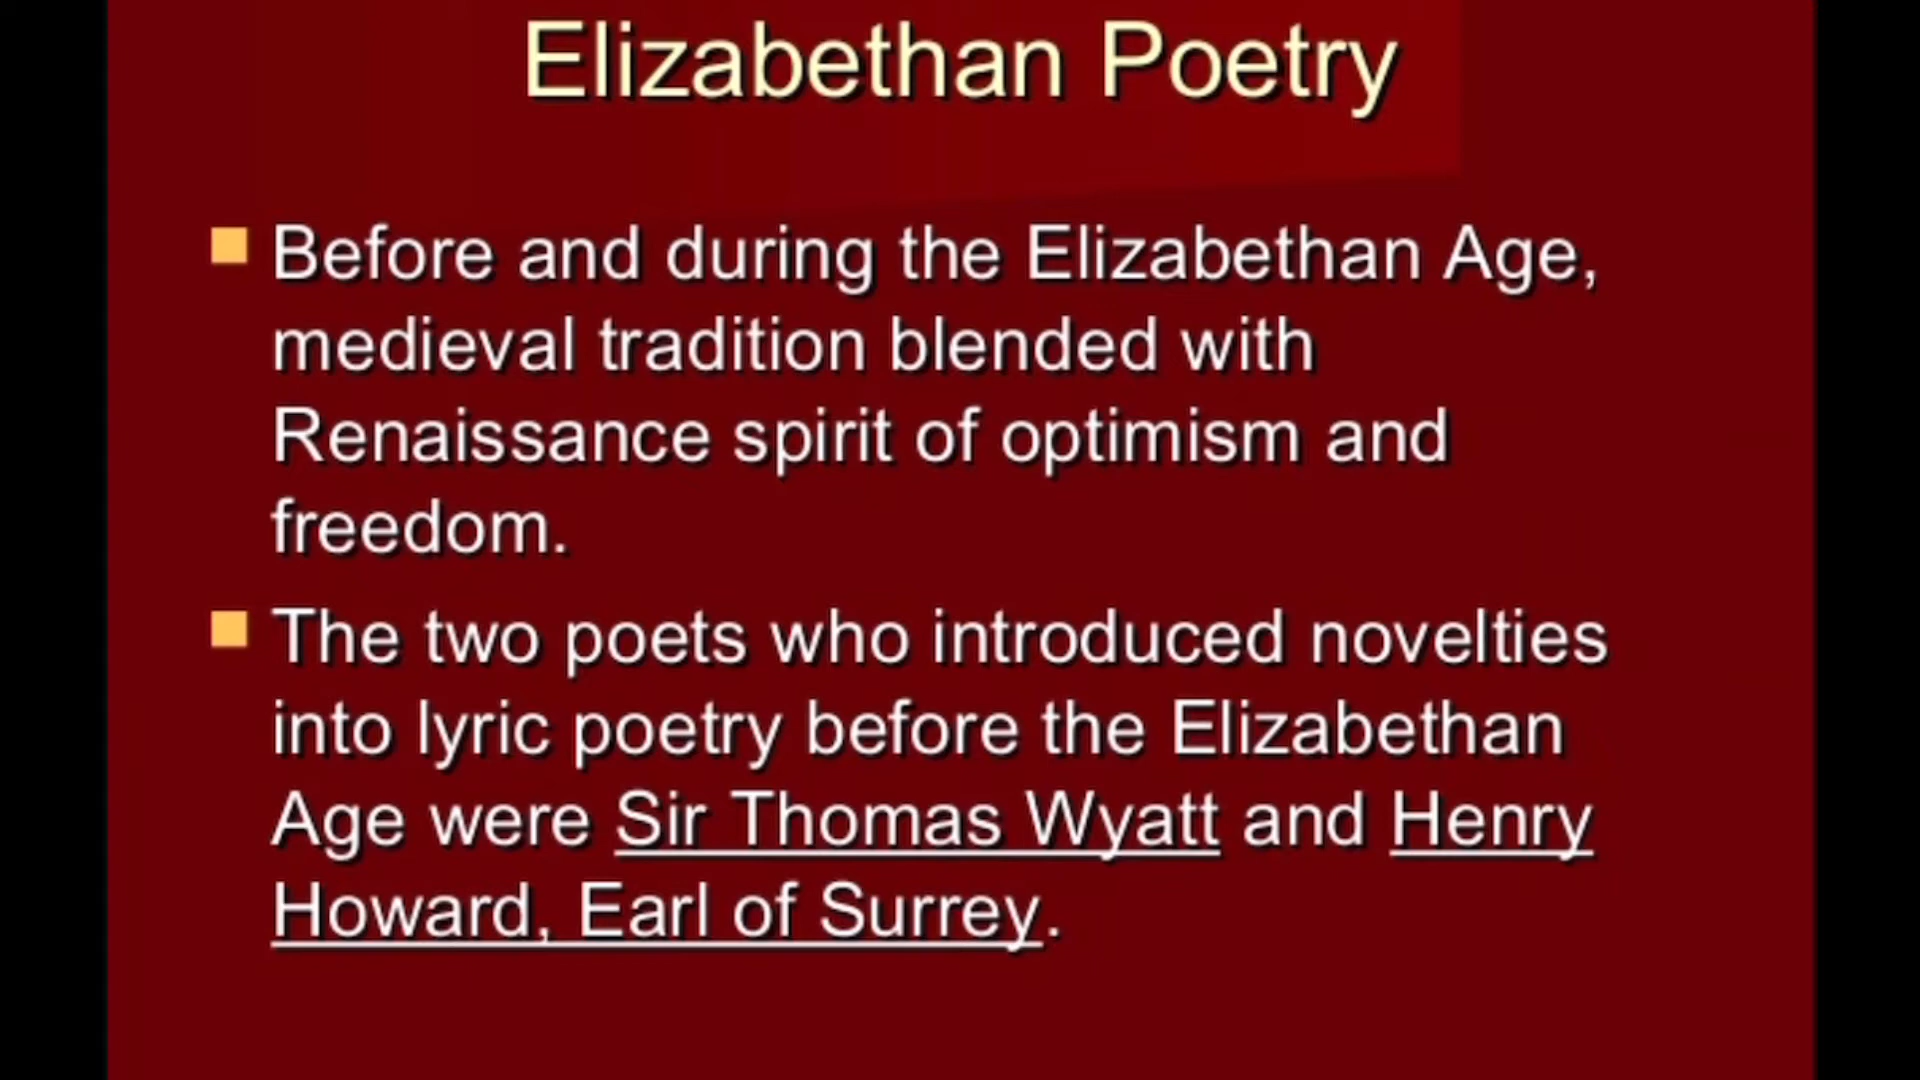 Elizabethan Poetry
Before and during the Elizabethan Age,
medieval tradition blended with
Renaissance spirit of optimism and
freedom.
The two poets who introduced novelties
into lyric poetry before the Elizabethan
Age were Sir Thomas Wyatt and Henry
Howard, Earl of Surrey.